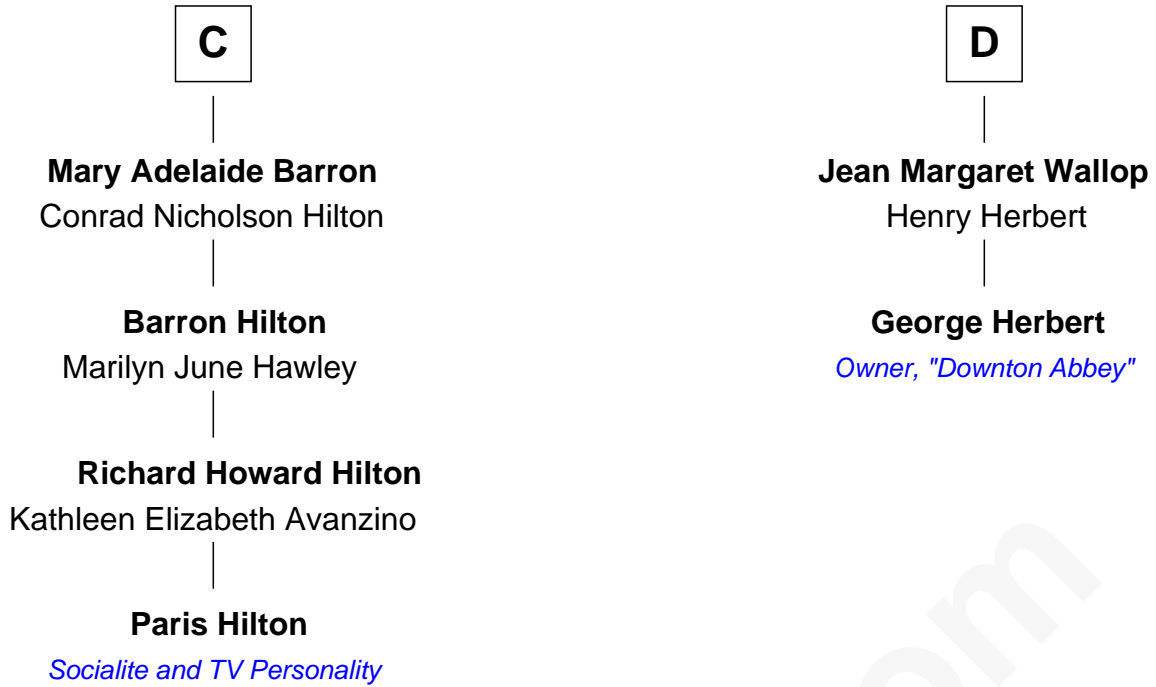 C
Mary Adelaide Barron
Conrad Nicholson Hilton
Barron Hilton
Marilyn June Hawley
Richard Howard Hilton
Kathleen Elizabeth Avanzino
Paris Hilton
Socialite and TV Personality
D
Jean Margaret Wallop
Henry Herbert
George Herbert
Owner, "Downton Abbey"
om